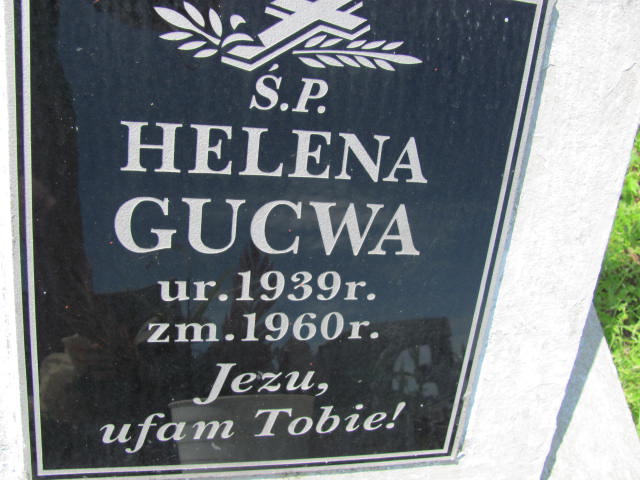 Ś.P.
HELENA
GUCWA
ur.1939r.
zm.1960r.
Jezu,
ufam Tobie!